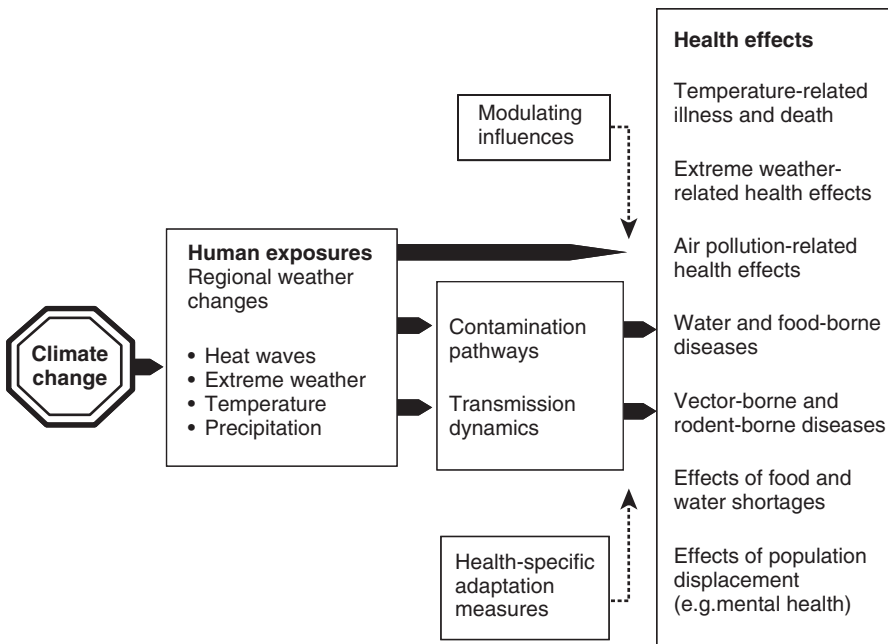 Climate
change
Human exposures
Regional weather
changes
• Heat waves
• Extreme weather
• Temperature
• Precipitation
Modulating
influences
Contamination
pathways
Transmission
dynamics
Health-specific
adaptation
measures
Health effects
Temperature-related
illness and death
Extreme weather-
related health effects
Air pollution-related
health effects
Water and food-borne
diseases
Vector-borne and
rodent-borne diseases
Effects of food and
water shortages
Effects of population
displacement
(e.g.mental health)